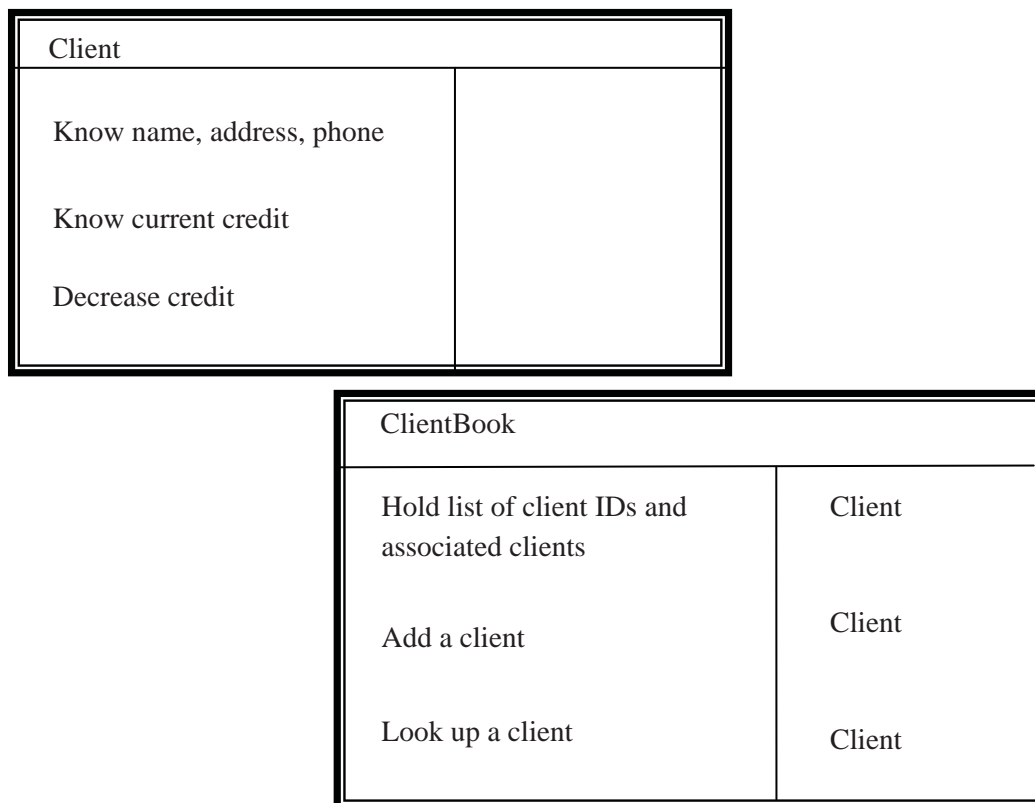 Client
Know name, address, phone
Know current credit
Decrease credit
ClientBook
Hold list of client IDs and
associated clients
Client
Add a client
Client
Look up a client
Client